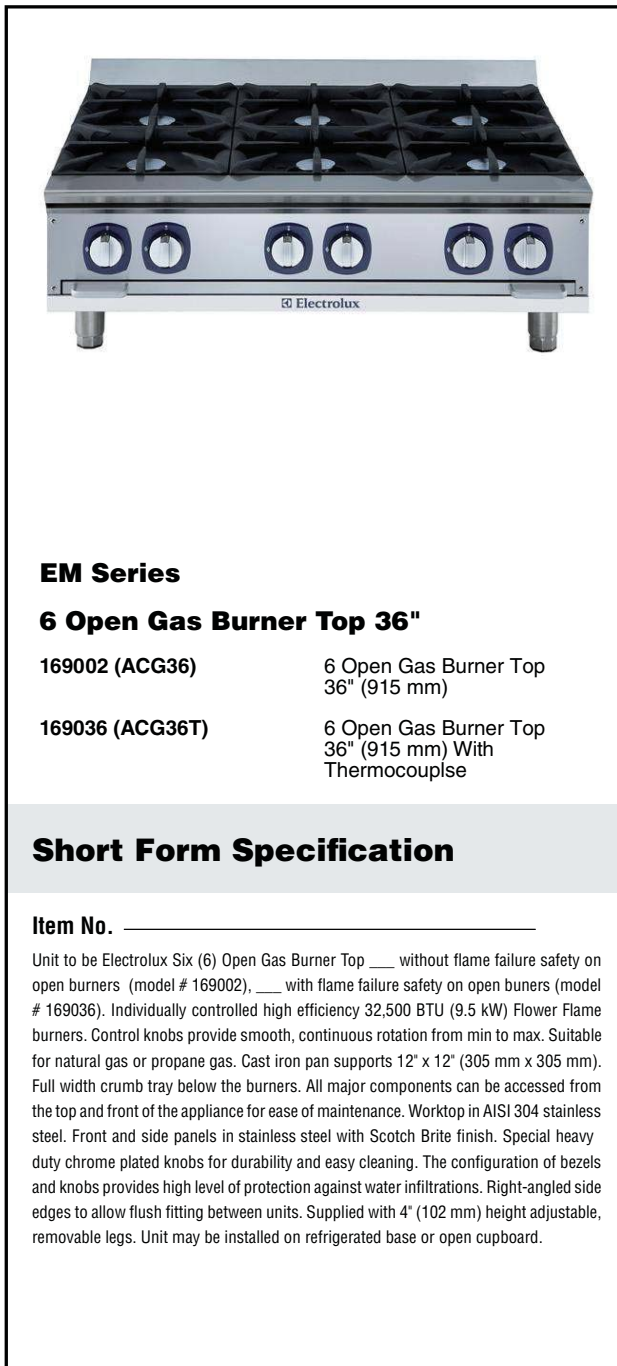 Electrolux
EM Series
6 Open Gas Burner Top 36"
169002 (ACG36) 6 Open Gas Burner Top
36" (915 mm)
169036 (ACG36T) 6 Open Gas Burner Top
36" (915 mm) With
Thermocouplse
Short Form Specification
Item No.
Unit to be Electrolux Six (6) Open Gas Burner Top ___ without flame failure safety on
open burners (model # 169002), ___ with flame failure safety on open buners (model
# 169036). Individually controlled high efficiency 32,500 BTU (9.5 kW) Flower Flame
burners. Control knobs provide smooth, continuous rotation from min to max. Suitable
for natural gas or propane gas. Cast iron pan supports 12" x 12" (305 mm x 305 mm).
Full width crumb tray below the burners. All major components can be accessed from
the top and front of the appliance for ease of maintenance. Worktop in AISI 304 stainless
steel. Front and side panels in stainless steel with Scotch Brite finish. Special heavy
duty chrome plated knobs for durability and easy cleaning. The configuration of bezels
and knobs provides high level of protection against water infiltrations. Right-angled side
edges to allow flush fitting between units. Supplied with 4" (102 mm) height adjustable,
removable legs. Unit may be installed on refrigerated base or open cupboard.